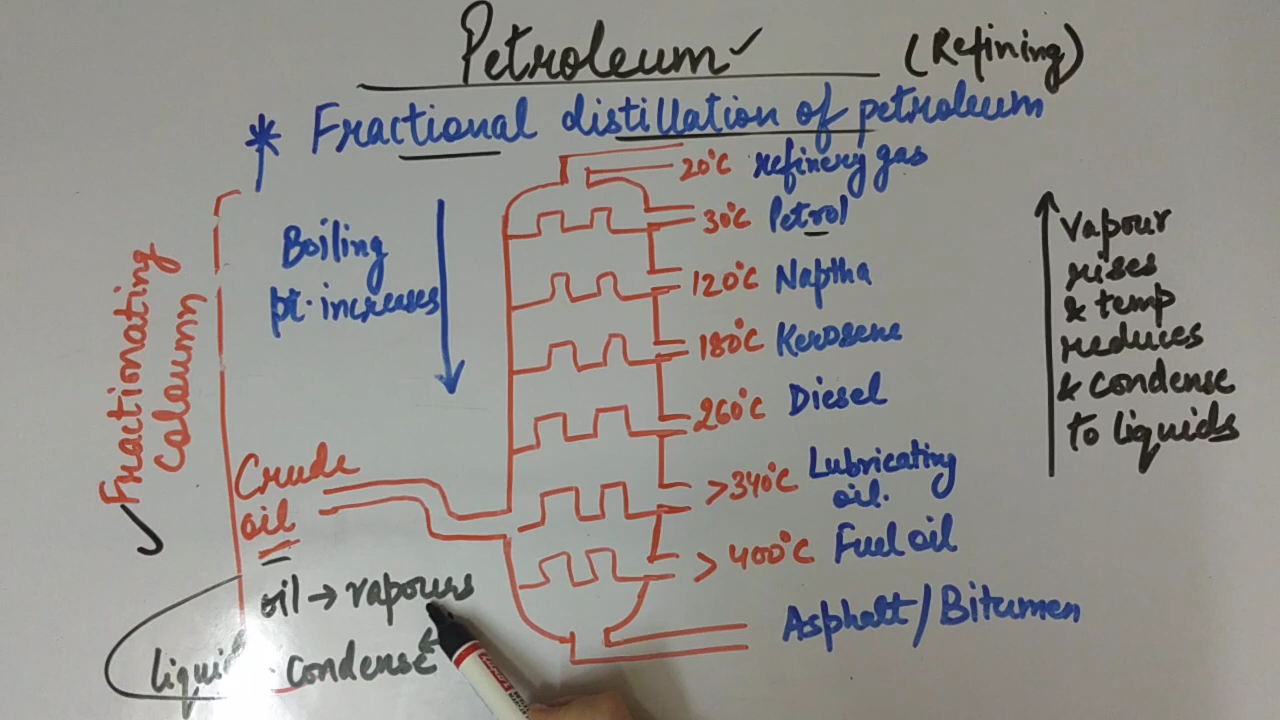 Petroleum ✓ (Refining)
* Fractional distillation of petroleum
20°C refinery gas
30°C Petrol
120°C Naptha
180°C Kerosene
260°C Diesel
>340°C Lubricating
oil.
>400°C Fuel oil
Asphalt/Bitumen
Boiling
pt. increases
Fractionating
Coloumn
Crude
oil
oil → vapours
liquid condense ←
vapour
rises
& temp
reduces
& condense
to liquids